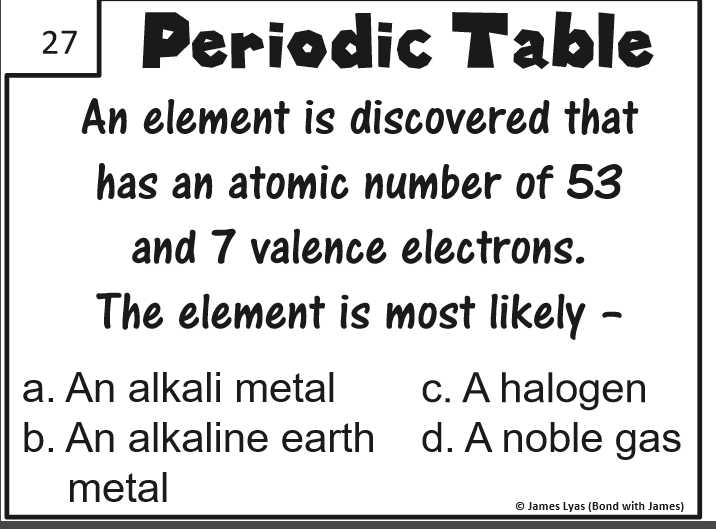 27
Periodic Table
An element is discovered that
has an atomic number of 53
and 7 valence electrons.
The element is most likely -
a. An alkali metal
b. An alkaline earth
metal
c. A halogen
d. A noble gas
© James Lyas (Bond with James)